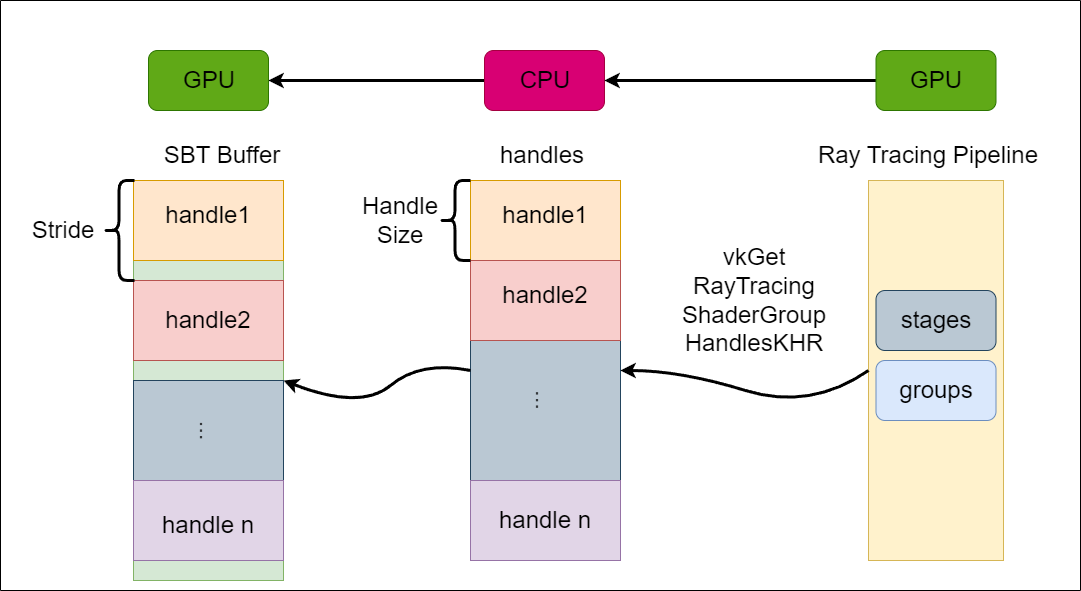 GPU
CPU
GPU
SBT Buffer
handles
Ray Tracing Pipeline
Stride
handle1
handle2
⋮
handle n
Handle
Size
handle1
handle2
⋮
handle n
vkGet
RayTracing
ShaderGroup
HandlesKHR
stages
groups